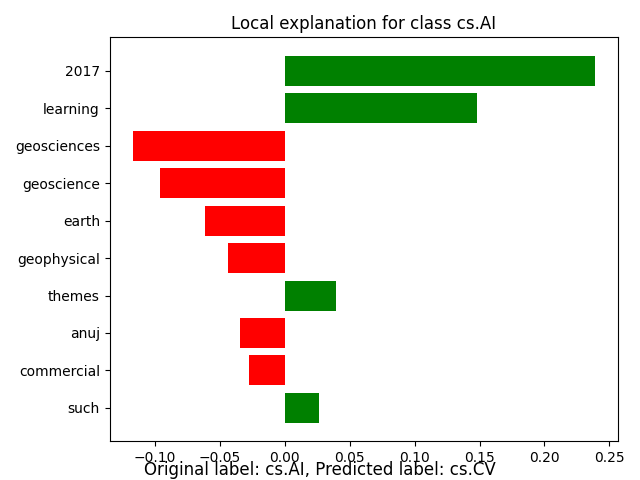 Local explanation for class cs.AI
2017
learning
geosciences
geoscience
earth
geophysical
themes
anuj
commercial
such
−0.10 −0.05 0.00 0.05 0.10 0.15 0.20 0.25
Original label: cs.AI, Predicted label: cs.CV